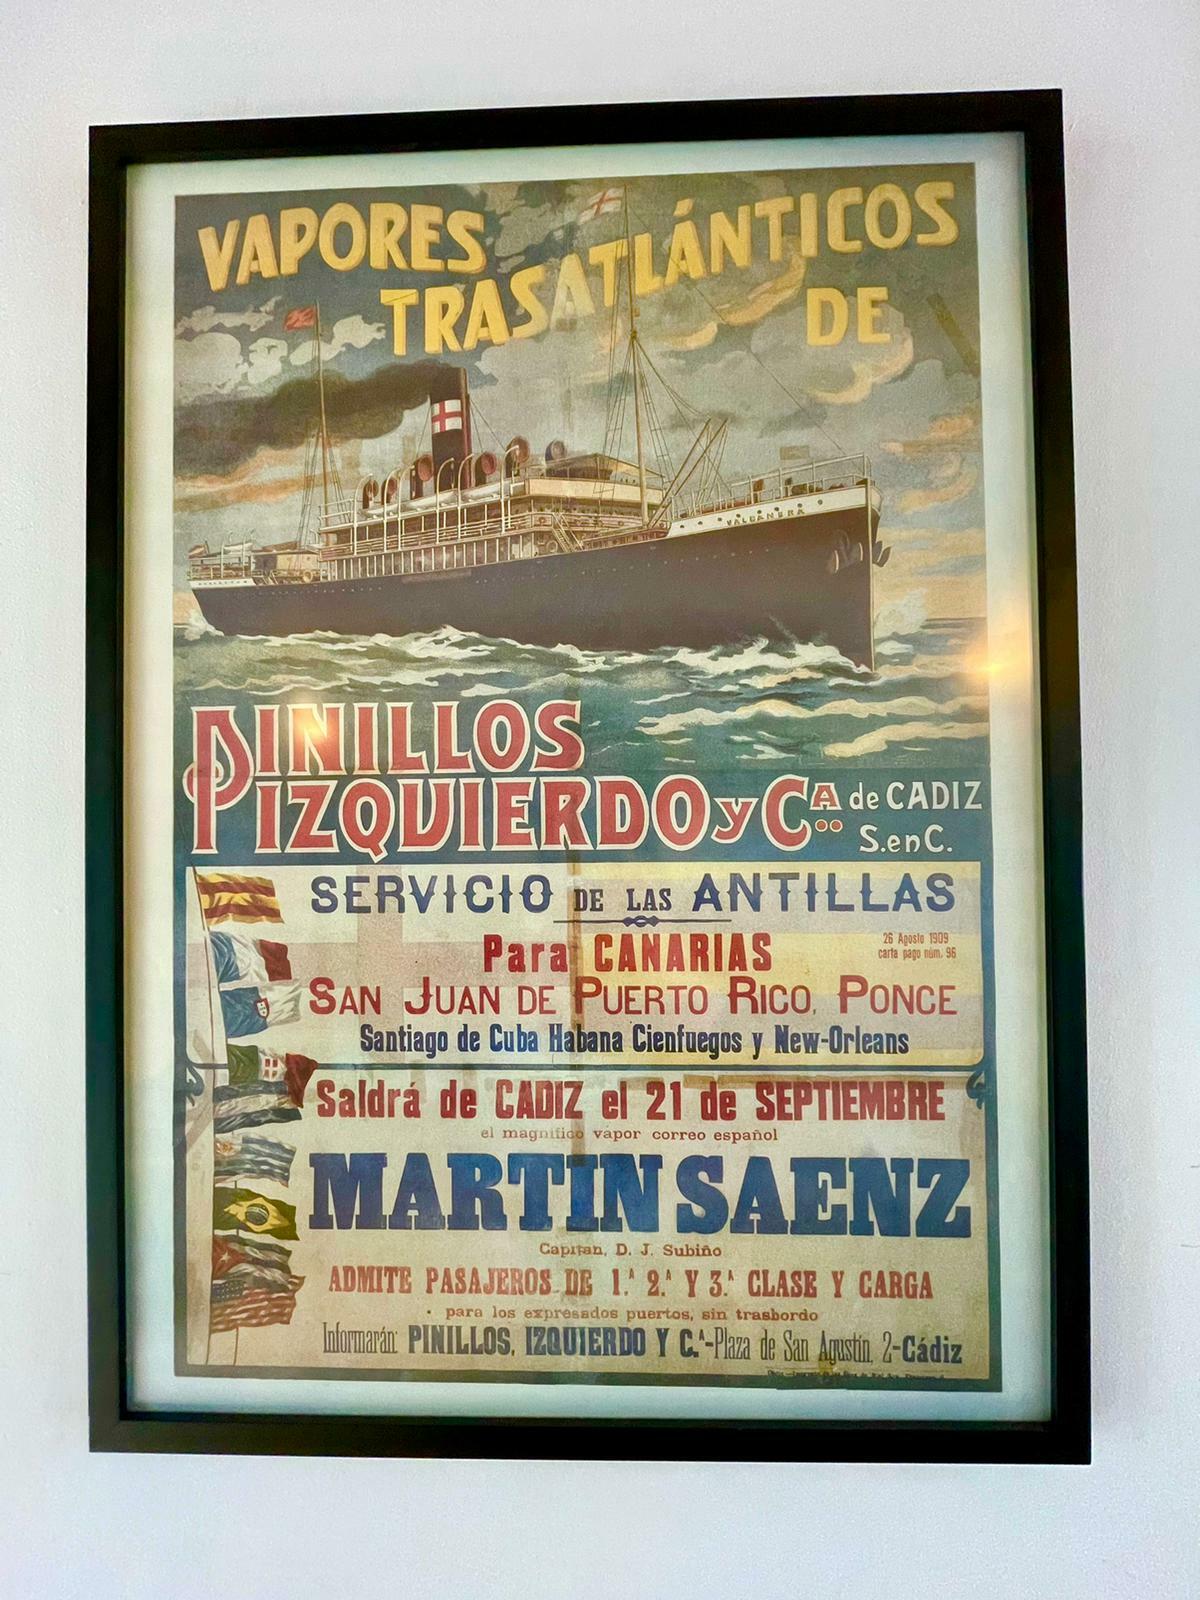 VAPORES
TRASATLÁNTICOS
DE
VALBANERA
PINILLOS
IZQUIERDO y Cª de CADIZ
S. en C.
SERVICIO DE LAS ANTILLAS
Para CANARIAS
26 Agosto 1909
carta pago núm. 96
SAN JUAN DE PUERTO RICO, PONCE
Santiago de Cuba Habana Cienfuegos y New-Orleans
Saldrá de CADIZ el 21 de SEPTIEMBRE
el magnífico vapor correo español
MARTIN SAENZ
Capitan, D. J. Subiño
ADMITE PASAJEROS DE 1.ª 2.ª Y 3.ª CLASE Y CARGA
para los expresados puertos, sin trasbordo
Informarán: PINILLOS, IZQUIERDO Y C.ª-Plaza de San Agustín, 2-Cádiz